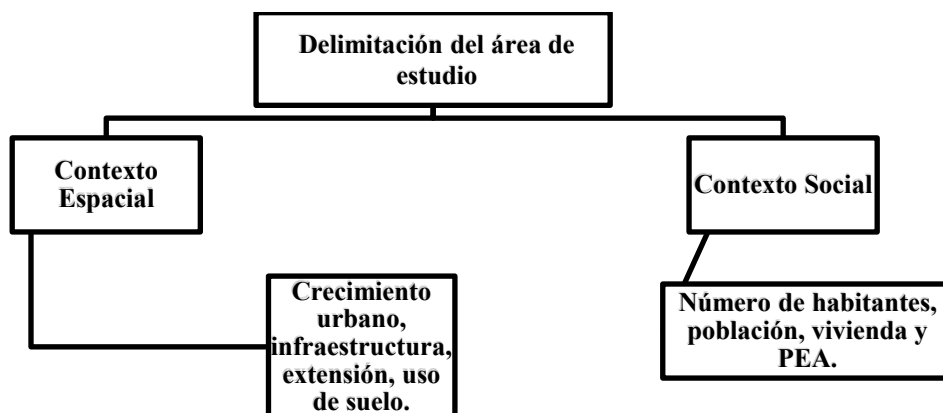 Delimitación del área de
estudio
Contexto
Espacial
Contexto Social
Crecimiento
urbano,
infraestructura,
extensión, uso
de suelo.
Número de habitantes,
población, vivienda y
PEA.